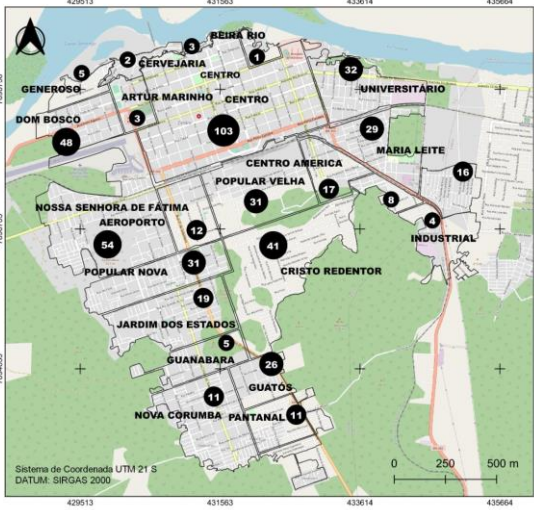 429513 431563 433614 435664
BEIRA RIO
3
2
1
CERVEJARIA
5
32
CENTRO
GENEROSO
UNIVERSITÁRIO
ARTUR MARINHO
CENTRO
DOM BOSCO
3
103
29
48
MARIA LEITE
CENTRO AMERICA
16
POPULAR VELHA
17
31
8
NOSSA SENHORA DE FÁTIMA
4
AEROPORTO
12
54
41
INDUSTRIAL
31
POPULAR NOVA
CRISTO REDENTOR
19
JARDIM DOS ESTADOS
5
GUANABARA
26
GUATOS
11
NOVA CORUMBA
PANTANAL
11
Sistema de Coordenada UTM 21 S
DATUM: SIRGAS 2000
0 250 500 m
429513 431563 433614 435664